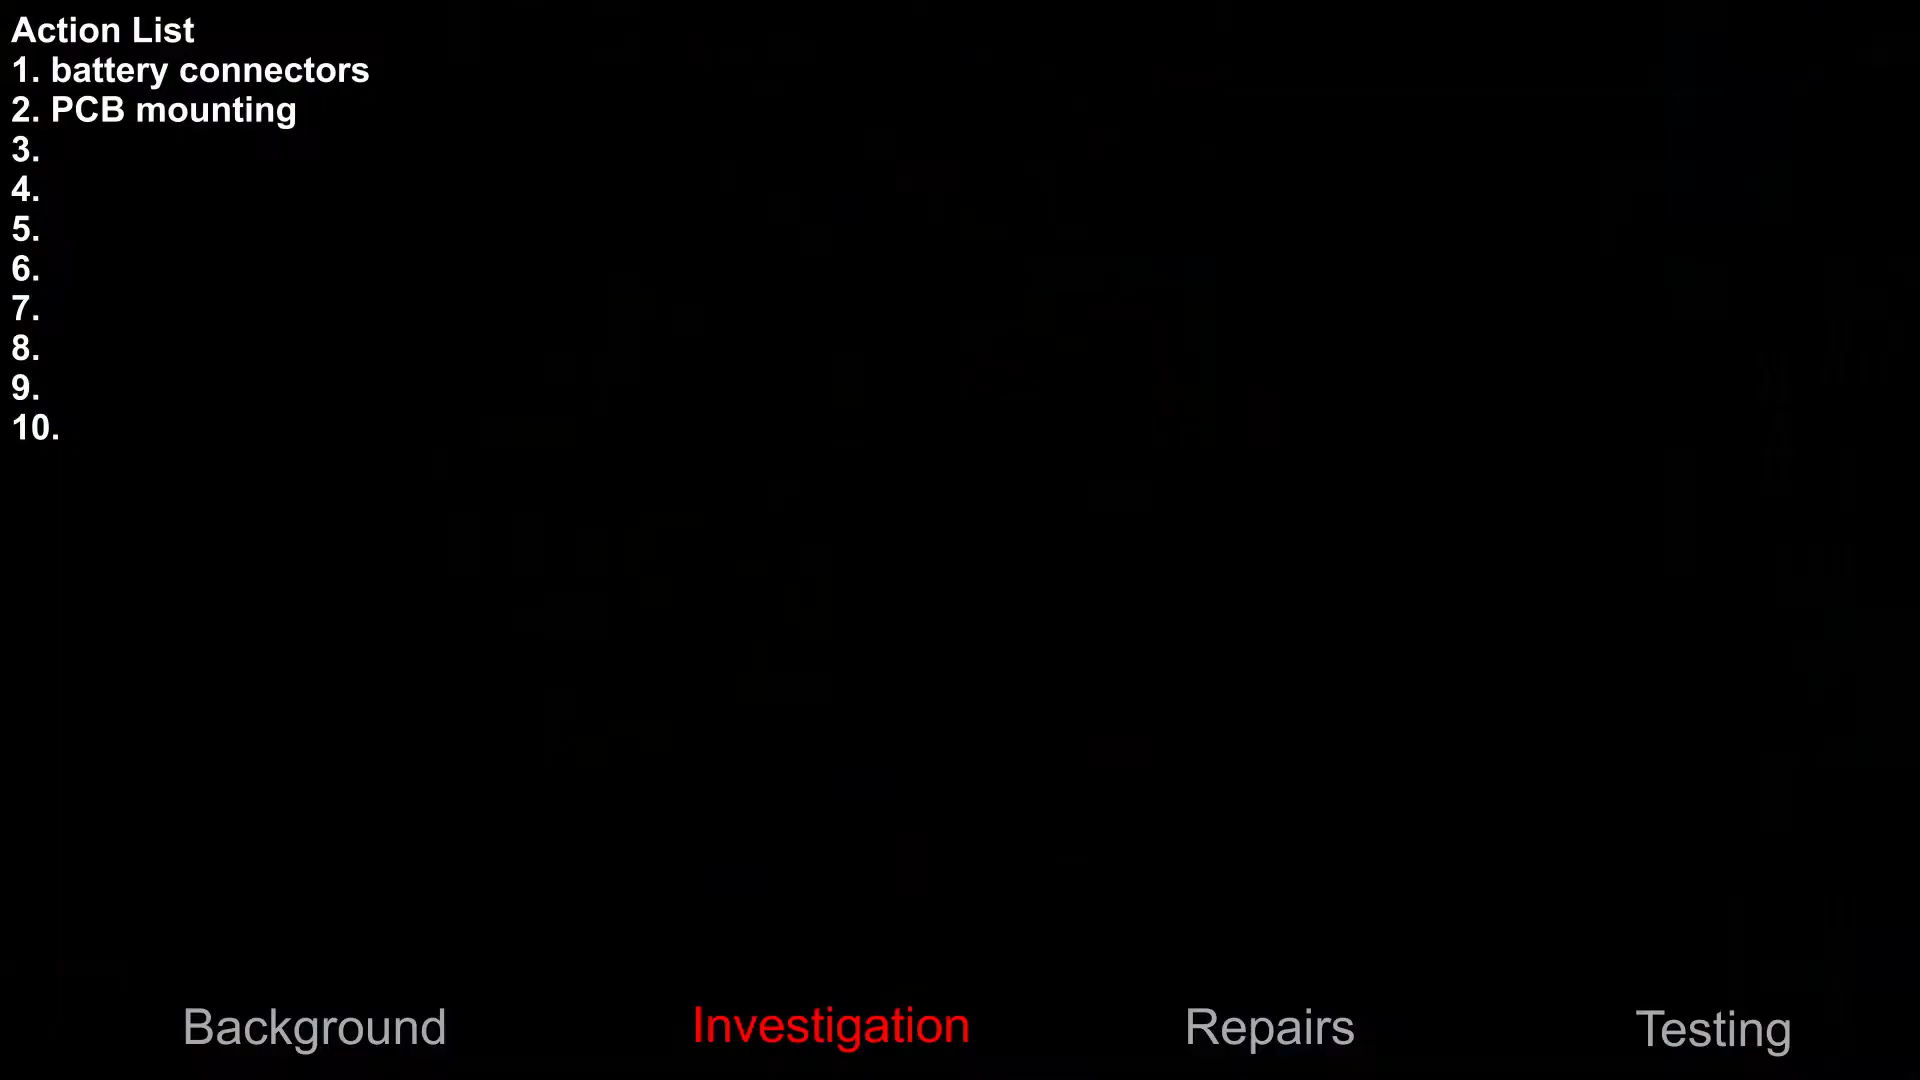 Action List
1. battery connectors
2. PCB mounting
3.
4.
5.
6.
7.
8.
9.
10.
Background Investigation Repairs Testing